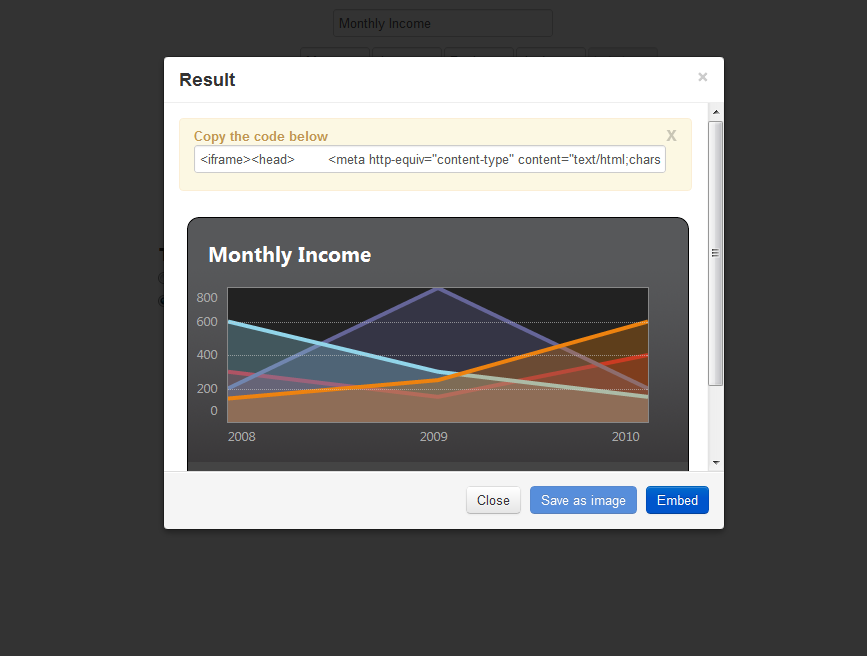 Monthly Income
Result ×
Copy the code below X
<iframe><head> <meta http-equiv="content-type" content="text/html;chars
Monthly Income
800
600
400
200
0
2008 2009 2010
Close Save as image Embed